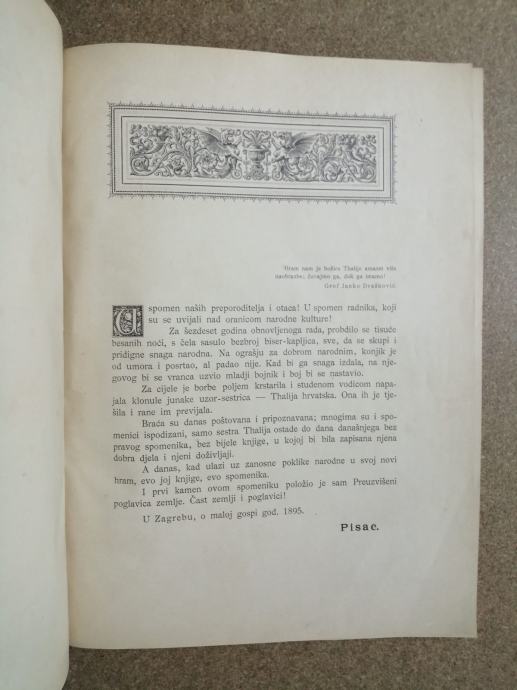 Hram nam je božice Thalije amanet više
naobrazbe; čuvajmo ga, dok ga imamo!
Grof Janko Drašković.
U spomen naših preporoditelja i otaca! U spomen radnika, koji
su se uvijali nad oranicom narodne kulture!
Za šezdeset godina obnovljenoga rada, probdilo se tisuće
besanih noći, s čela sasulo bezbroj biser-kapljica, sve, da se skupi i
pridigne snaga narodna. Na ograšju za dobrom narodnim, konjik je
od umora i posrtao, al padao nije. Kad bi ga snaga izdala, na nje-
govog bi se vranca uzvio mladji bojnik i boj bi se nastavio.
Za cijele je borbe poljem krstarila i studenom vodicom napa-
jala klonule junake uzor-sestrica — Thalija hrvatska. Ona ih je tje-
šila i rane im previjala.
Braća su danas poštovana i pripoznavana; mnogima su i spo-
menici ispodizani, samo sestra Thalija ostade do dana današnjega bez
pravog spomenika, bez bijele knjige, u kojoj bi bila zapisana njena
dobra djela i njeni doživljaji.
A danas, kad ulazi uz zanosne poklike narodne u svoj novi
hram, evo joj knjige, evo spomenika.
I prvi kamen ovom spomeniku položio je sam Preuzvišeni
poglavica zemlje. Čast zemlji i poglavici!
U Zagrebu, o maloj gospi god. 1895.
Pisac.